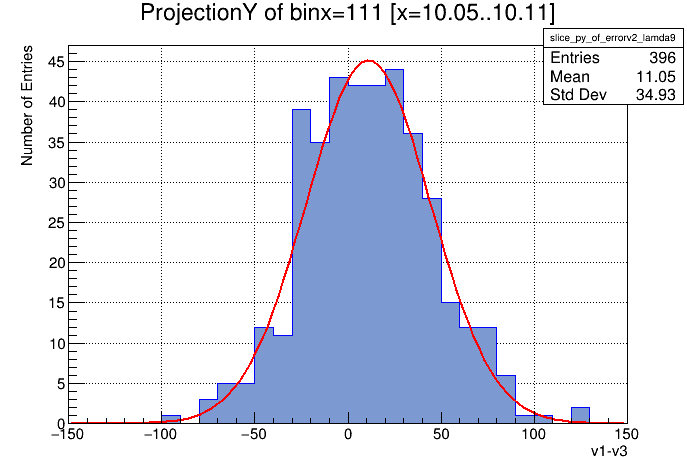 ProjectionY of binx=111 [x=10.05..10.11]
slice_py_of_errorv2_lamda9
Entries 396
Mean 11.05
Std Dev 34.93
Number of Entries
45
40
35
30
25
20
15
10
5
0
−150 −100 −50 0 50 100 150
v1-v3